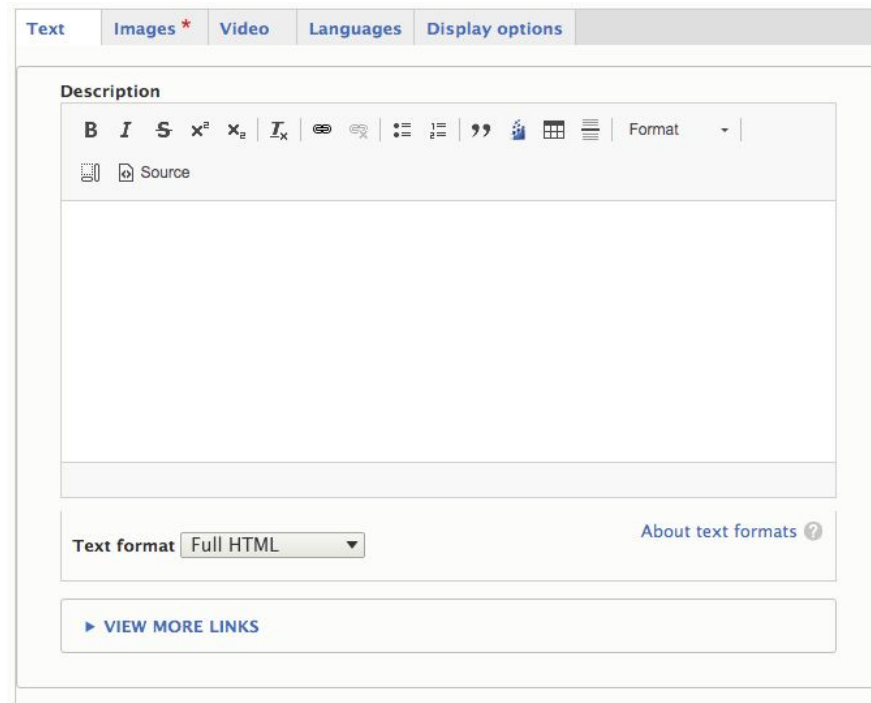 Text Images * Video Languages Display options
Description
B I S x² x₂ Tx Format
Source
Text format Full HTML About text formats ?
VIEW MORE LINKS